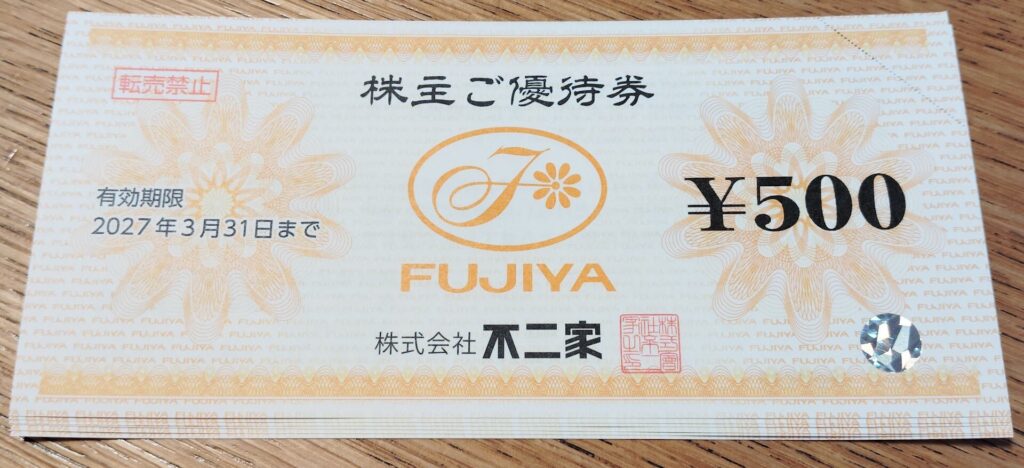 転売禁止
株主ご優待券
有効期限
2027年3月31日まで
F
¥500
FUJIYA
株式会社 不二家